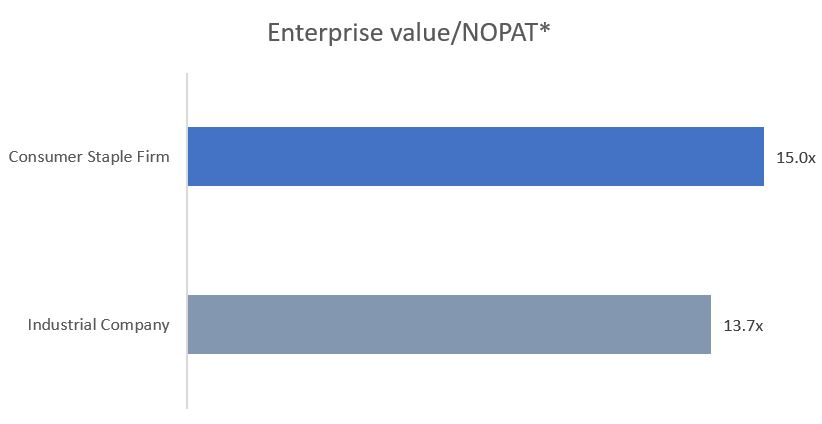 Enterprise value/NOPAT*
Consumer Staple Firm 15.0x
Industrial Company 13.7x